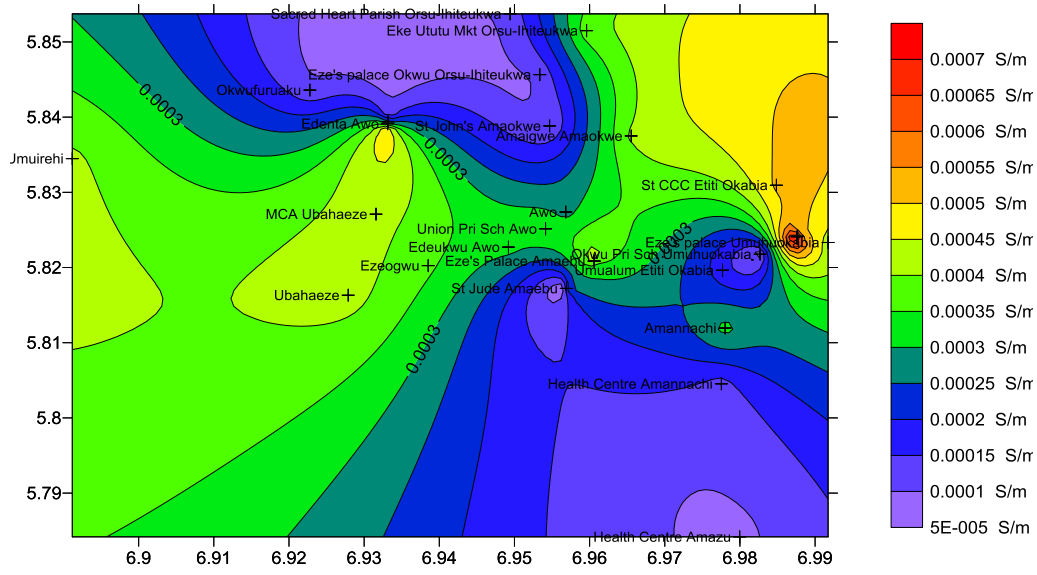 Sacred Heart Parish Orsu-Ihiteukwa
Eke Ututu Mkt Orsu-Ihiteukwa
5.85
Eze's palace Okwu Orsu-Ihiteukwa
Okwufuruaku
0.0003
5.84
Edenta Awo
St John's Amaokwe
Amaigwe Amaokwe
0.0003
Jmuirehi
5.83
St CCC Etiti Okabia
MCA Ubahaeze
Awo
Union Pri Sch Awo
0.0003
Edeukwu Awo
Eze's palace Umuhuokabia
Okwu Pri Sch Umuhuokabia
Eze's Palace Amaebu
5.82
Ezeogwu
Umualum Etiti Okabia
St Jude Amaebu
Ubahaeze
5.81
Amannachi
0.0003
Health Centre Amannachi
5.8
5.79
Health Centre Amazu
6.9 6.91 6.92 6.93 6.94 6.95 6.96 6.97 6.98 6.99
0.0007 S/m
0.00065 S/m
0.0006 S/m
0.00055 S/m
0.0005 S/m
0.00045 S/m
0.0004 S/m
0.00035 S/m
0.0003 S/m
0.00025 S/m
0.0002 S/m
0.00015 S/m
0.0001 S/m
5E-005 S/m